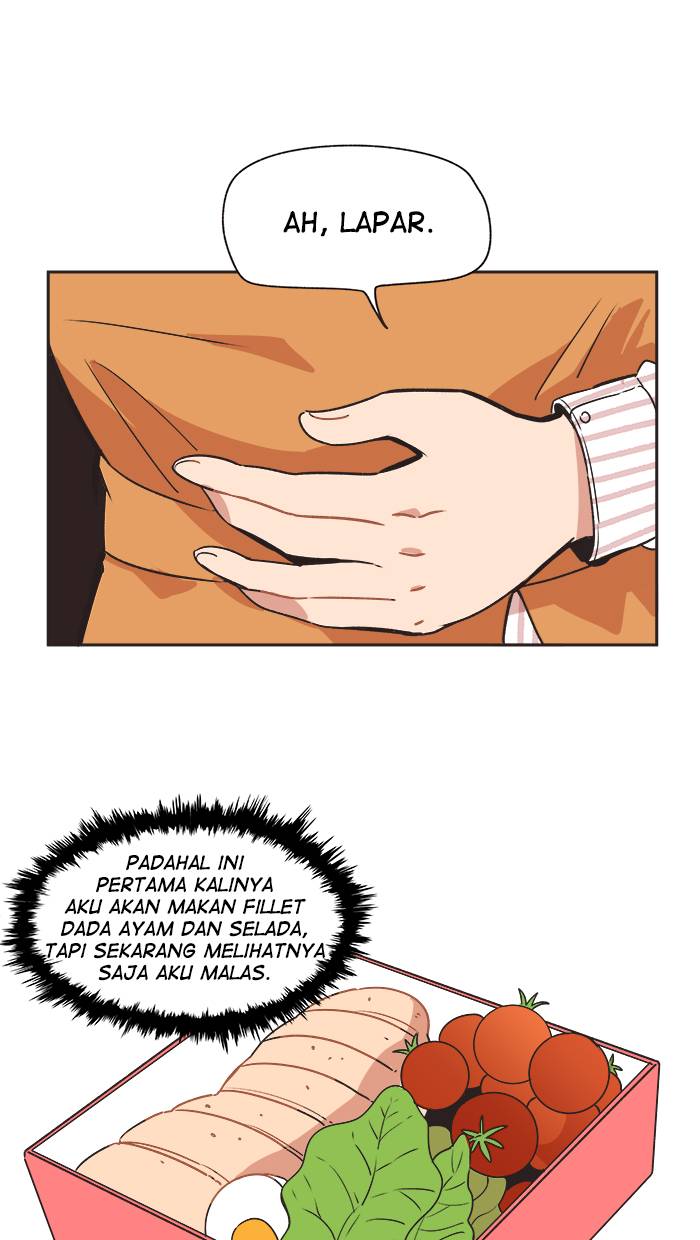 AH, LAPAR.
PADAHAL INI
PERTAMA KALINYA
AKU AKAN MAKAN FILLET
DADA AYAM DAN SELADA,
TAPI SEKARANG MELIHATNYA
SAJA AKU MALAS.